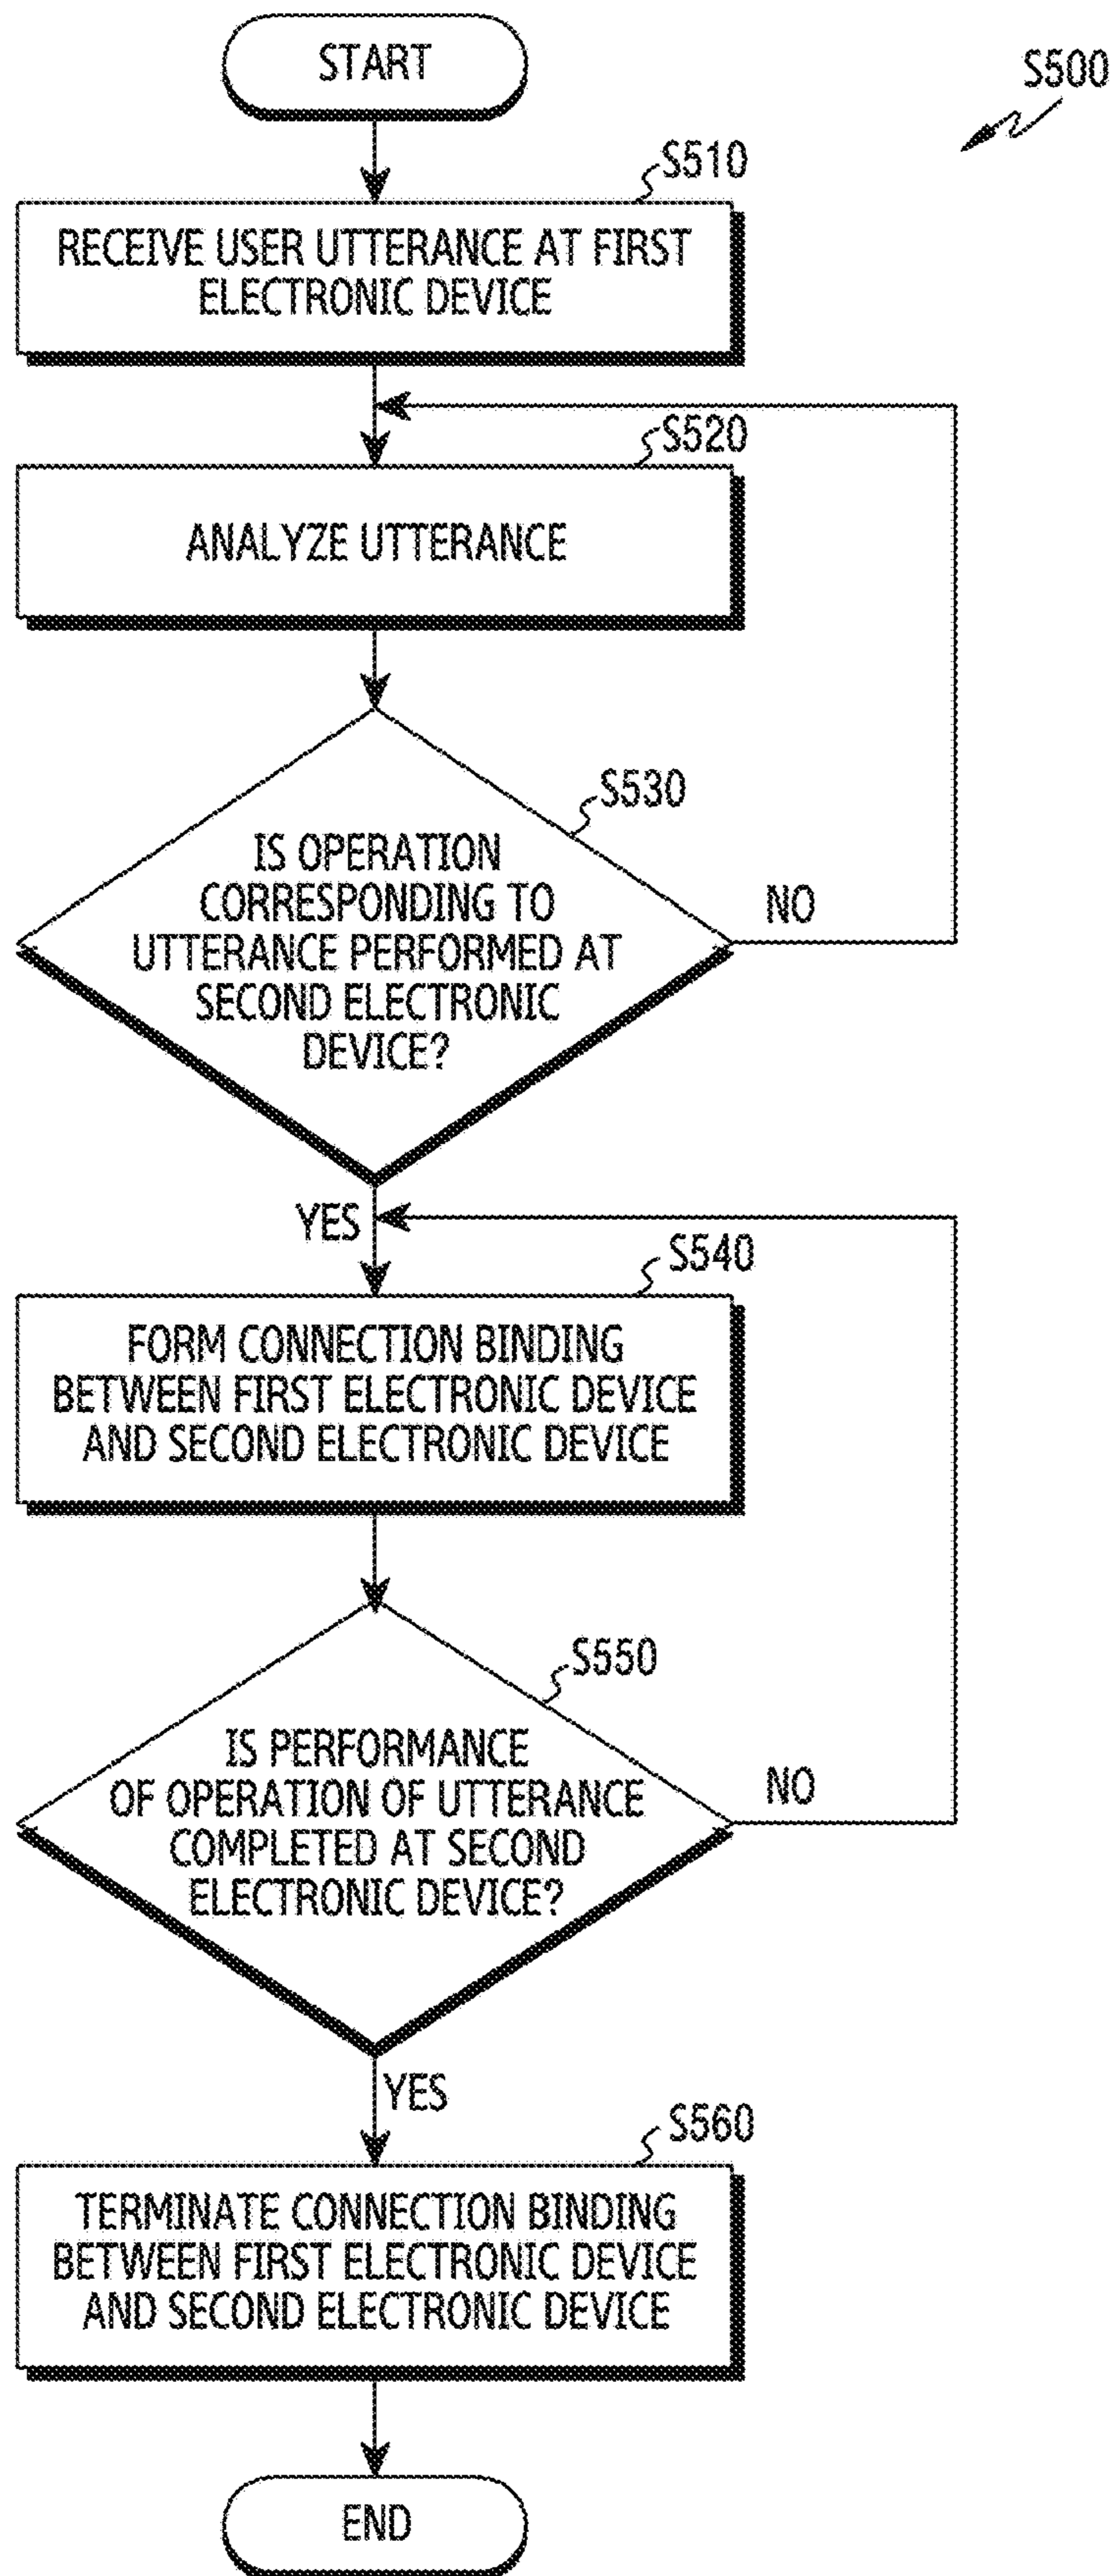 START
S500
S510
RECEIVE USER UTTERANCE AT FIRST
ELECTRONIC DEVICE
S520
ANALYZE UTTERANCE
S530
IS OPERATION
CORRESPONDING TO
UTTERANCE PERFORMED AT
SECOND ELECTRONIC
DEVICE?
NO
YES
S540
FORM CONNECTION BINDING
BETWEEN FIRST ELECTRONIC DEVICE
AND SECOND ELECTRONIC DEVICE
S550
IS PERFORMANCE
OF OPERATION OF UTTERANCE
COMPLETED AT SECOND
ELECTRONIC DEVICE?
NO
YES
S560
TERMINATE CONNECTION BINDING
BETWEEN FIRST ELECTRONIC DEVICE
AND SECOND ELECTRONIC DEVICE
END